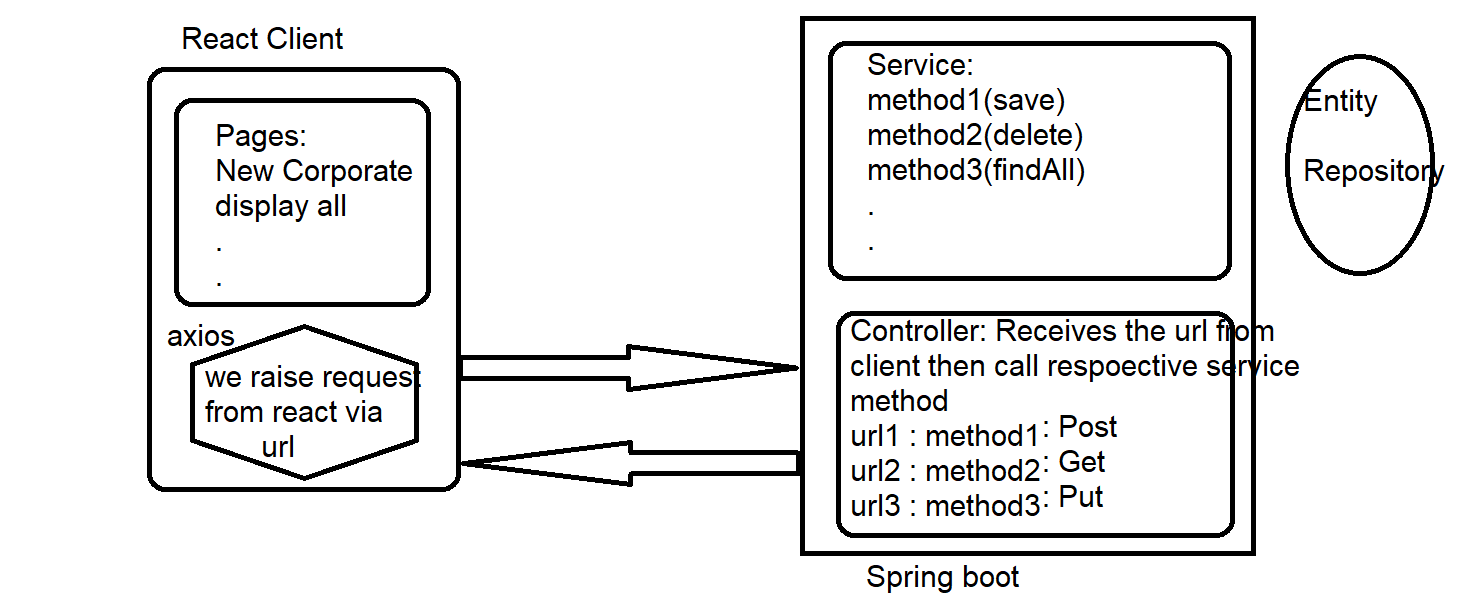 React Client
Pages:
New Corporate
display all
.
.
axios
we raise request
from react via
url
Service:
method1(save)
method2(delete)
method3(findAll)
.
.
Controller: Receives the url from
client then call respoective service
method
url1 : method1 : Post
url2 : method2 : Get
url3 : method3 : Put
Spring boot
Entity
Repository